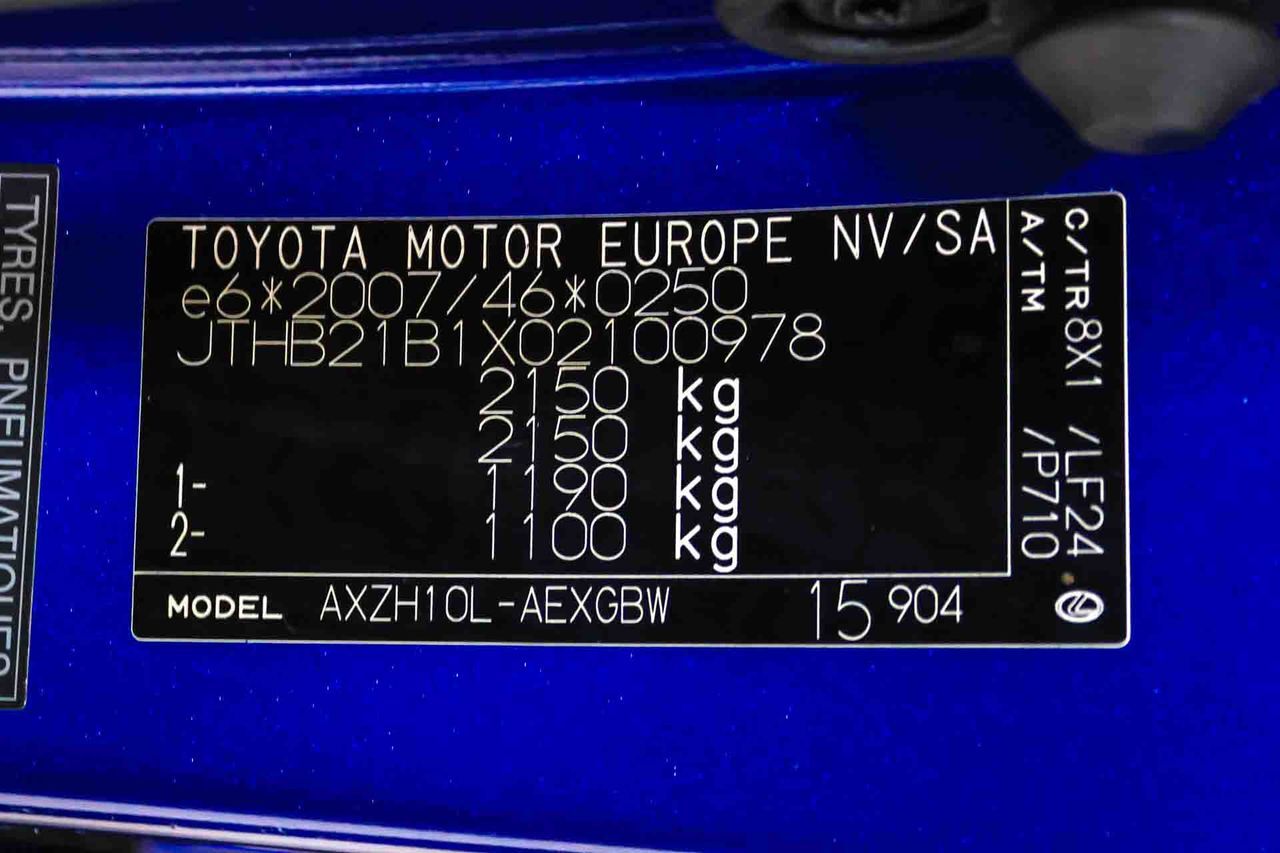 TOYOTA MOTOR EUROPE NV/SA
e6*2007/46*0250
JTHB21B1X02100978
2150 kg
2150 kg
1- 1190 kg
2- 1100 kg
MODEL AXZH10L-AEXGBW 15 904
C/TR 8X1 /LF24
A/TM /P710
TYRES, PNEUMATIQUES